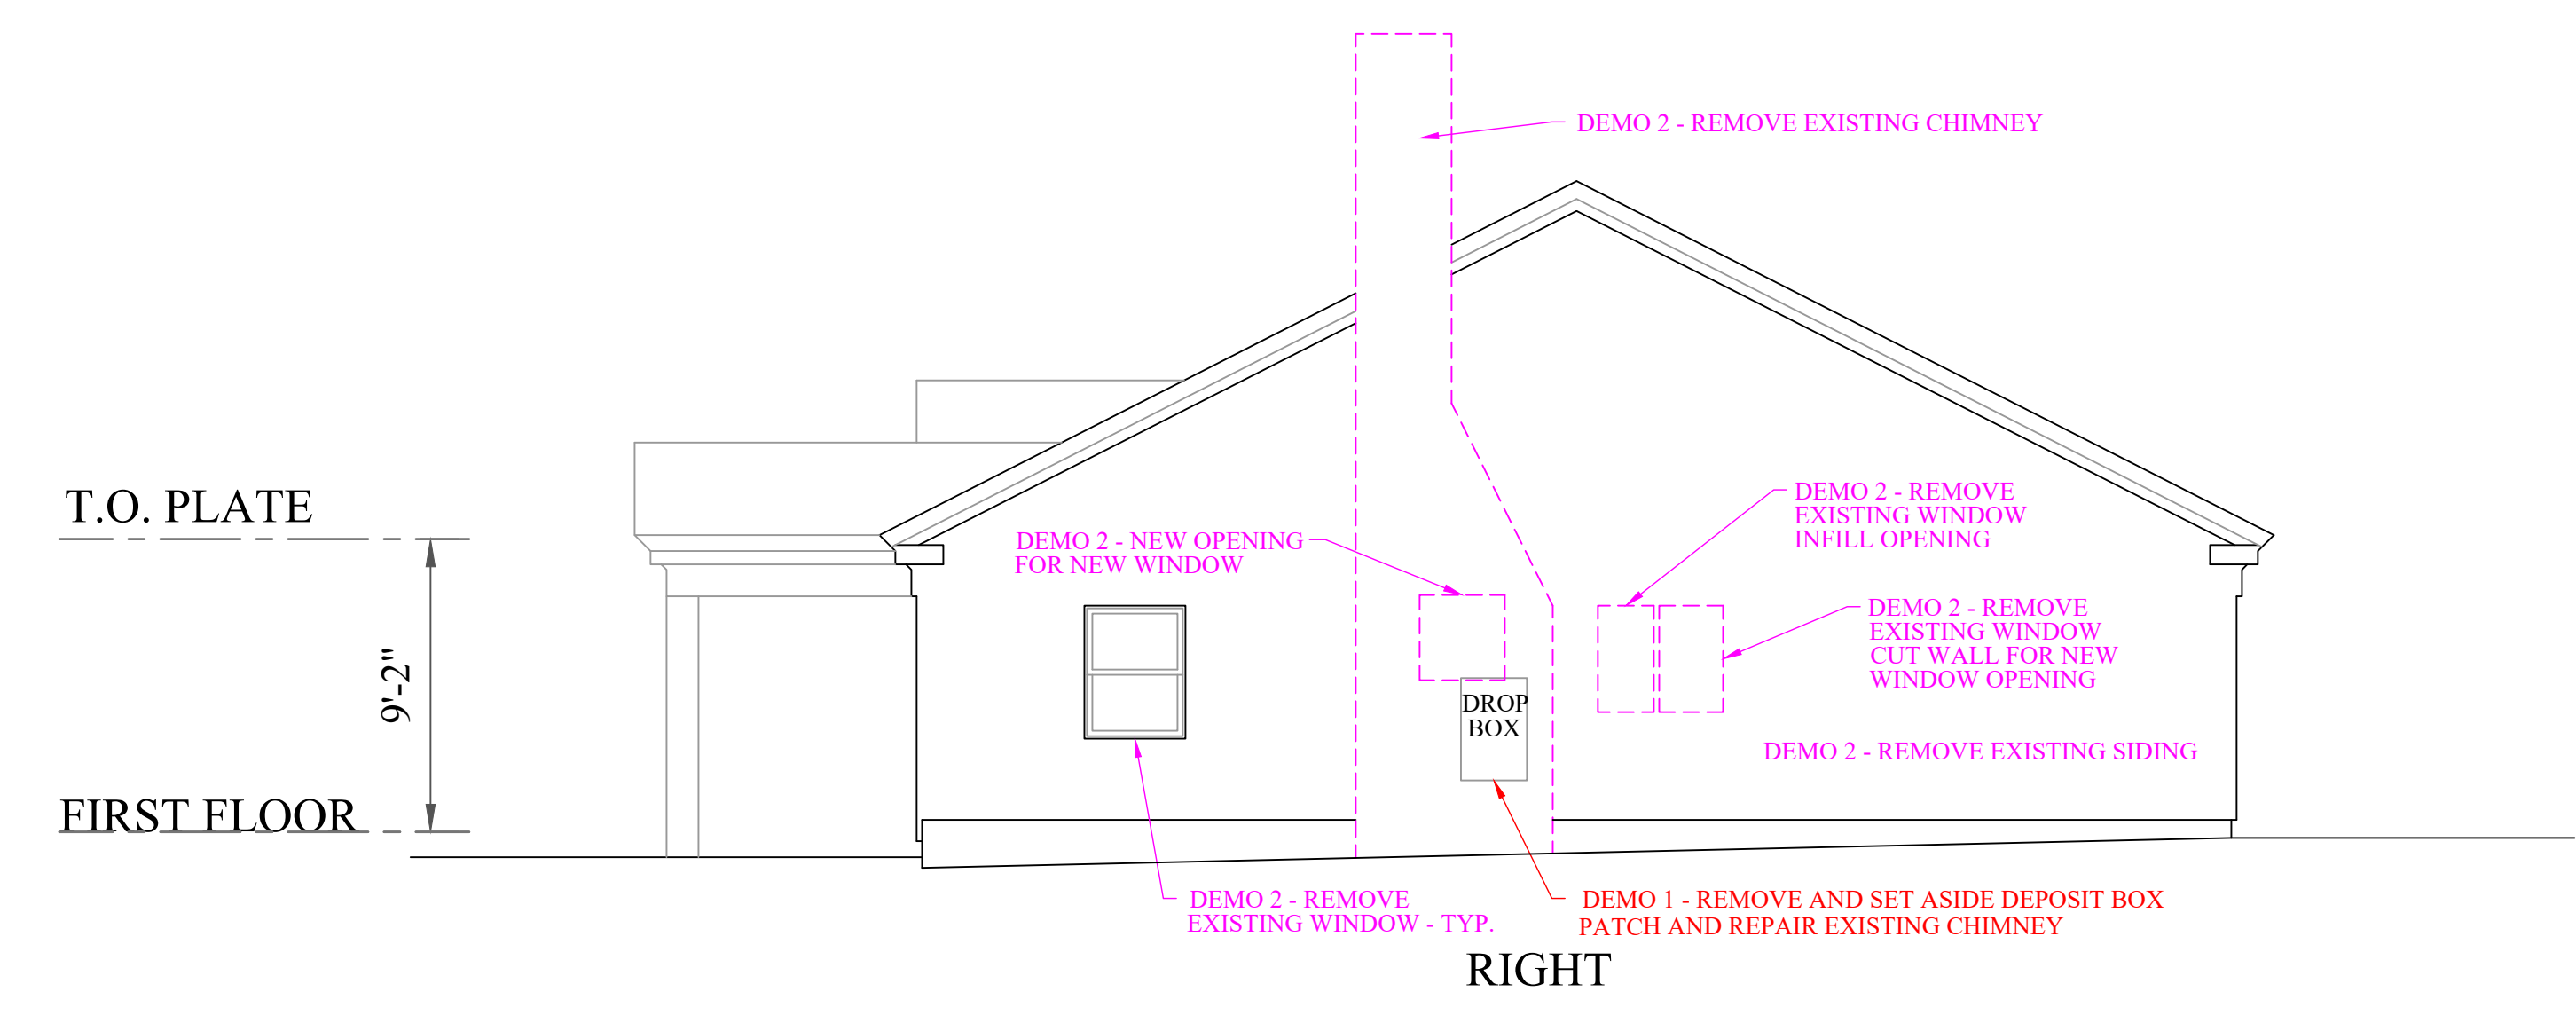 DEMO 2 - REMOVE EXISTING CHIMNEY
T.O. PLATE
9'-2"
FIRST FLOOR
DEMO 2 - NEW OPENING
FOR NEW WINDOW
DEMO 2 - REMOVE
EXISTING WINDOW
INFILL OPENING
DEMO 2 - REMOVE
EXISTING WINDOW
CUT WALL FOR NEW
WINDOW OPENING
DROP
BOX
DEMO 2 - REMOVE EXISTING SIDING
DEMO 2 - REMOVE
EXISTING WINDOW - TYP.
DEMO 1 - REMOVE AND SET ASIDE DEPOSIT BOX
PATCH AND REPAIR EXISTING CHIMNEY
RIGHT